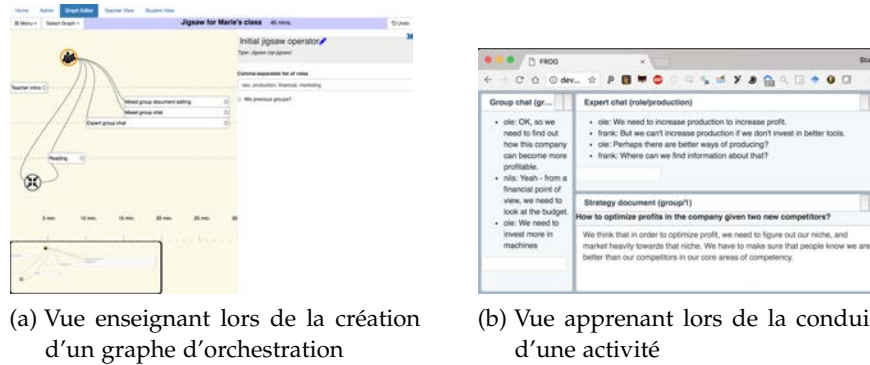 Home Admin Graph Editor Teacher View Student View
Menu Select Graph Jigsaw for Marie's class 45 mins. Undo
Initial jigsaw operator
Type: Jigsaw (op-jigsaw)
Comma-separated list of roles
ceo, production, financial, marketing
Mix previous groups?
Teacher intro
Mixed group document editing
Mixed group chat
Expert group chat
Reading
5 min. 10 min. 15 min. 20 min. 25 min.
(a) Vue enseignant lors de la création
d'un graphe d'orchestration
FROG
dev...
Group chat (gr...
ole: OK, so we
need to find out
how this company
can become more
profitable.
nils: Yeah - from a
financial point of
view, we need to
look at the budget.
ole: We need to
invest more in
machines
Expert chat (role/production)
ole: We need to increase production to increase profit.
frank: But we can't increase production if we don't invest in better tools.
ole: Perhaps there are better ways of producing?
frank: Where can we find information about that?
Strategy document (group/1)
How to optimize profits in the company given two new competitors?
We think that in order to optimize profit, we need to figure out our niche, and
market heavily towards that niche. We have to make sure that people know we are
better than our competitors in our core areas of competency.
(b) Vue apprenant lors de la condui
d'une activité